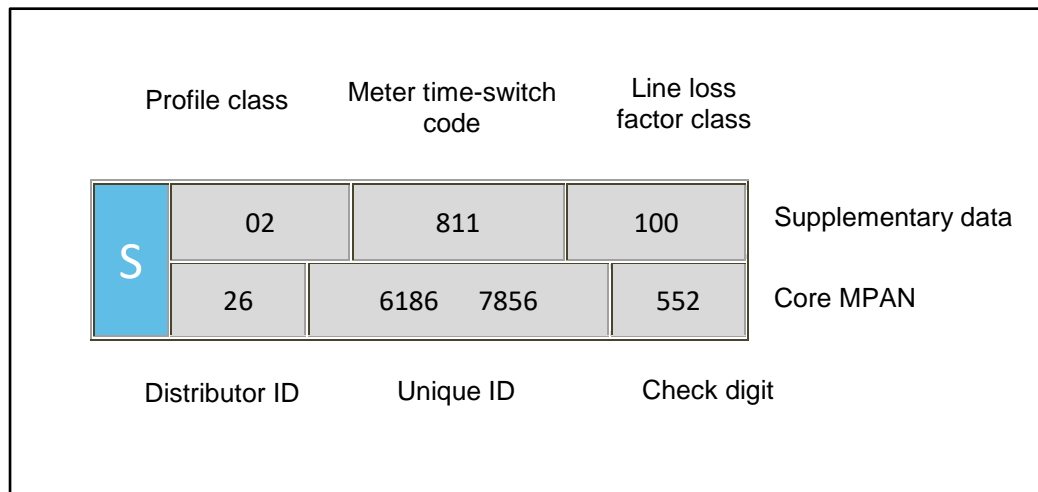 Profile class
Meter time-switch
code
Line loss
factor class
S
02
811
100
Supplementary data
26
6186 7856
552
Core MPAN
Distributor ID
Unique ID
Check digit